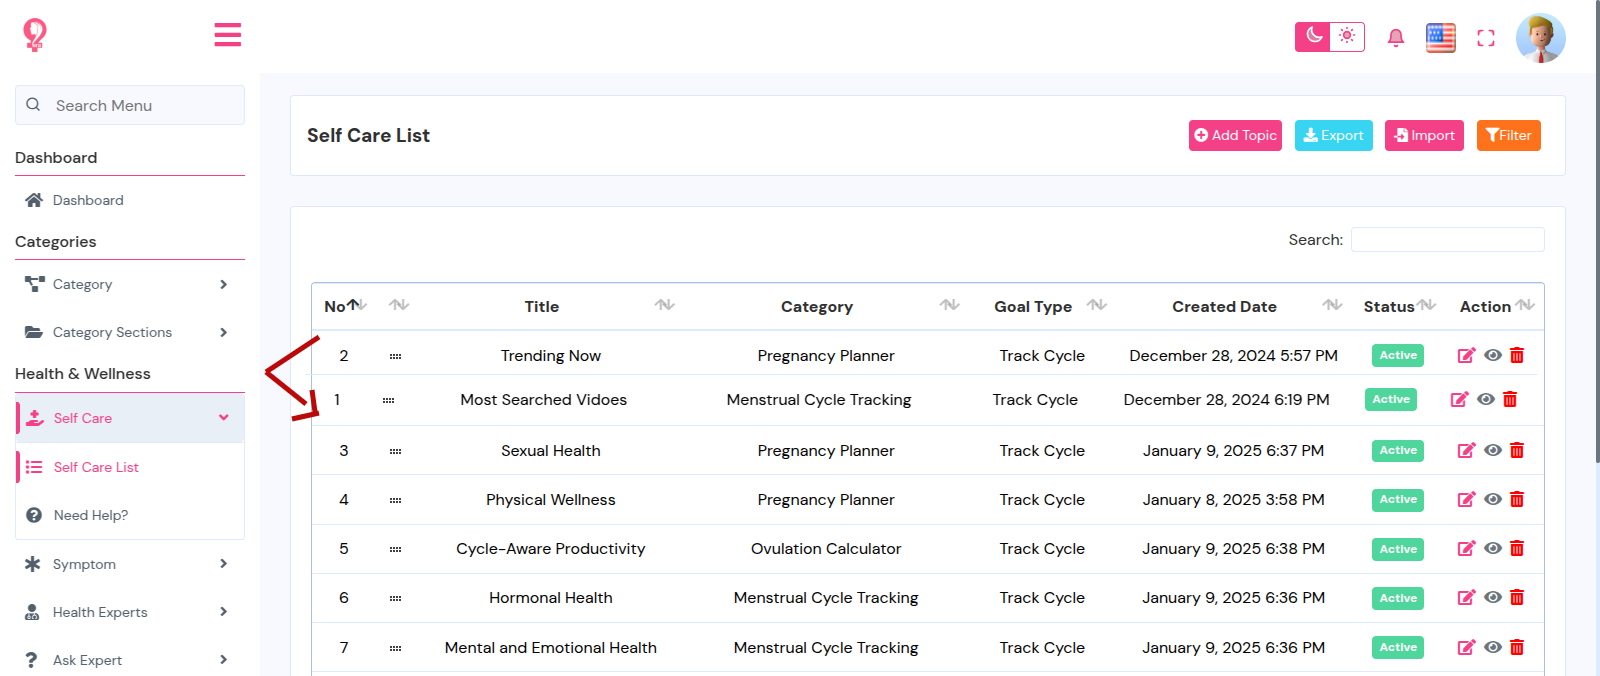 Search Menu
Dashboard
Dashboard
Categories
Category
Category Sections
Health & Wellness
Self Care
Self Care List
Need Help?
Symptom
Health Experts
Ask Expert
Self Care List
Add Topic
Export
Import
Filter
Search:
No Title Category Goal Type Created Date Status Action
2 Trending Now Pregnancy Planner Track Cycle December 28, 2024 5:57 PM Active
1 Most Searched Vidoes Menstrual Cycle Tracking Track Cycle December 28, 2024 6:19 PM Active
3 Sexual Health Pregnancy Planner Track Cycle January 9, 2025 6:37 PM Active
4 Physical Wellness Pregnancy Planner Track Cycle January 8, 2025 3:58 PM Active
5 Cycle-Aware Productivity Ovulation Calculator Track Cycle January 9, 2025 6:38 PM Active
6 Hormonal Health Menstrual Cycle Tracking Track Cycle January 9, 2025 6:36 PM Active
7 Mental and Emotional Health Menstrual Cycle Tracking Track Cycle January 9, 2025 6:36 PM Active